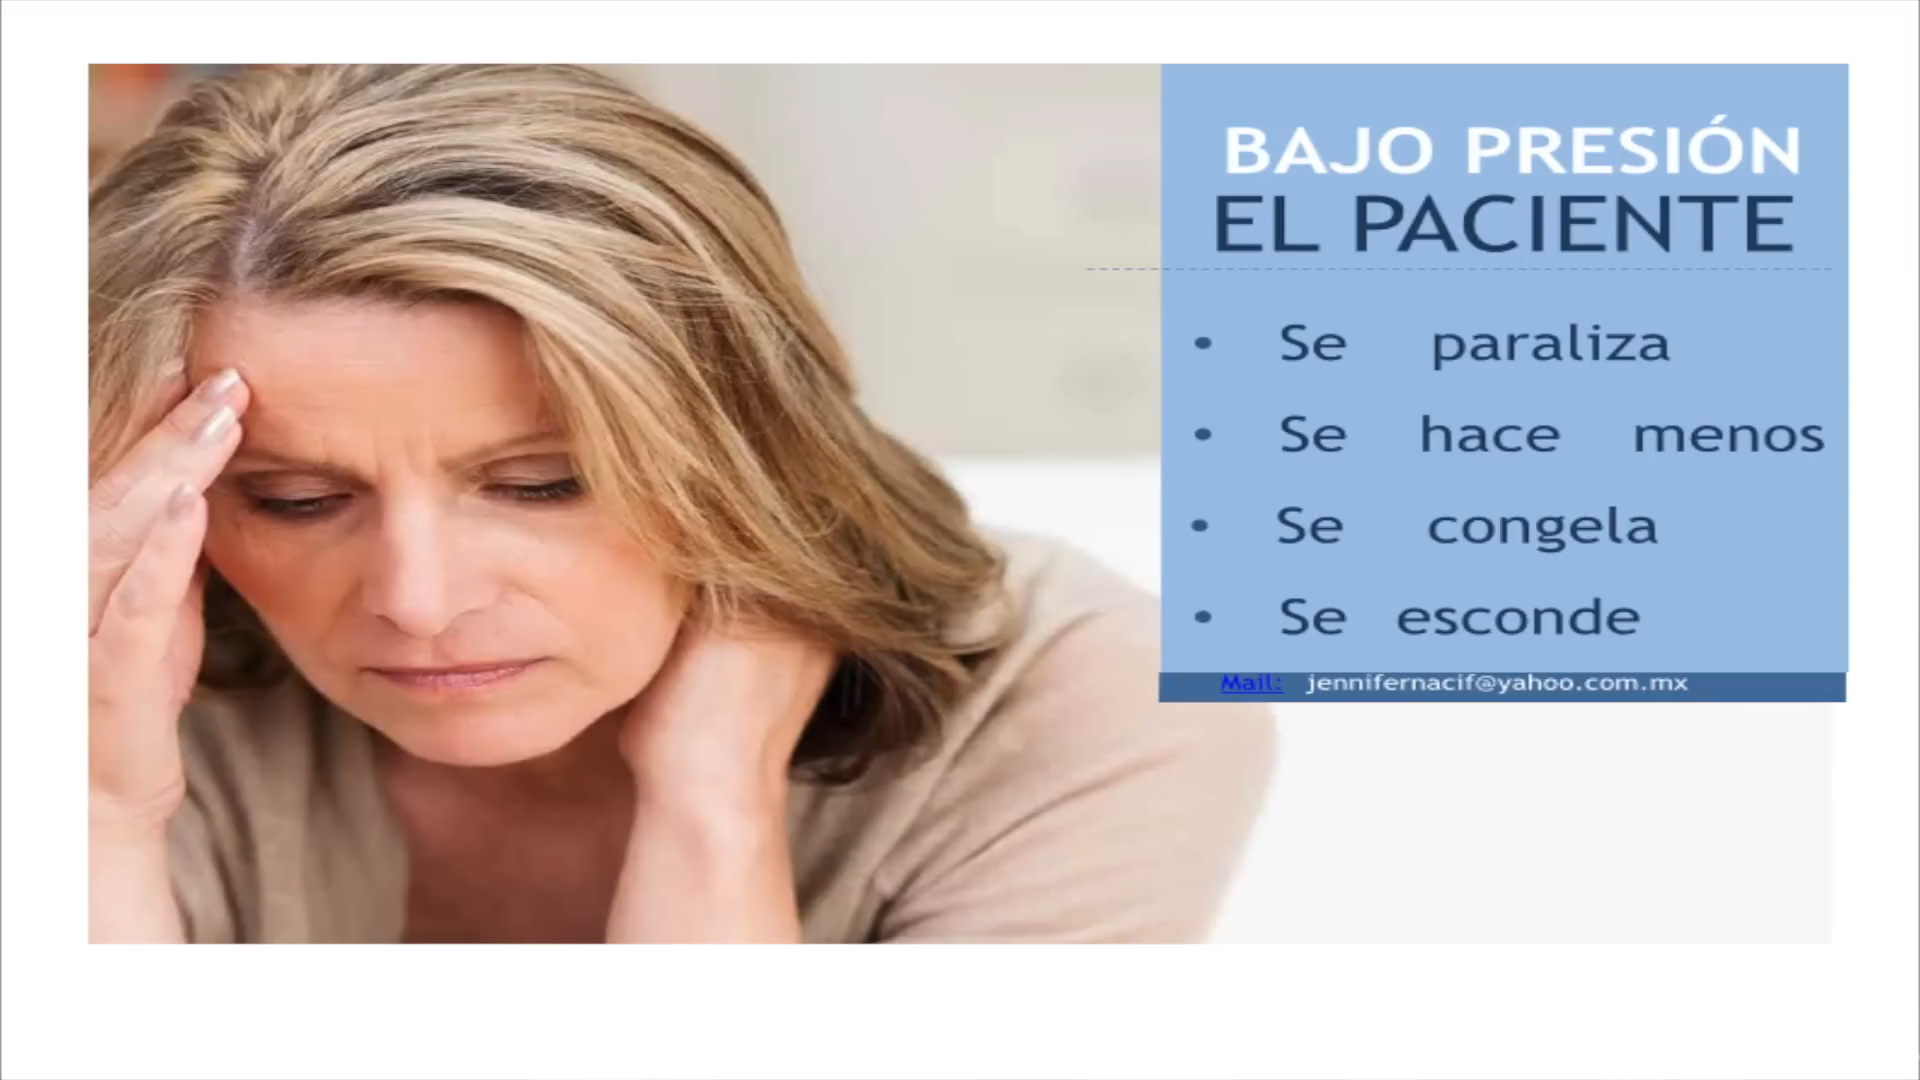 BAJO PRESIÓN
EL PACIENTE
• Se paraliza
• Se hace menos
• Se congela
• Se esconde
Mail: jennifernacif@yahoo.com.mx